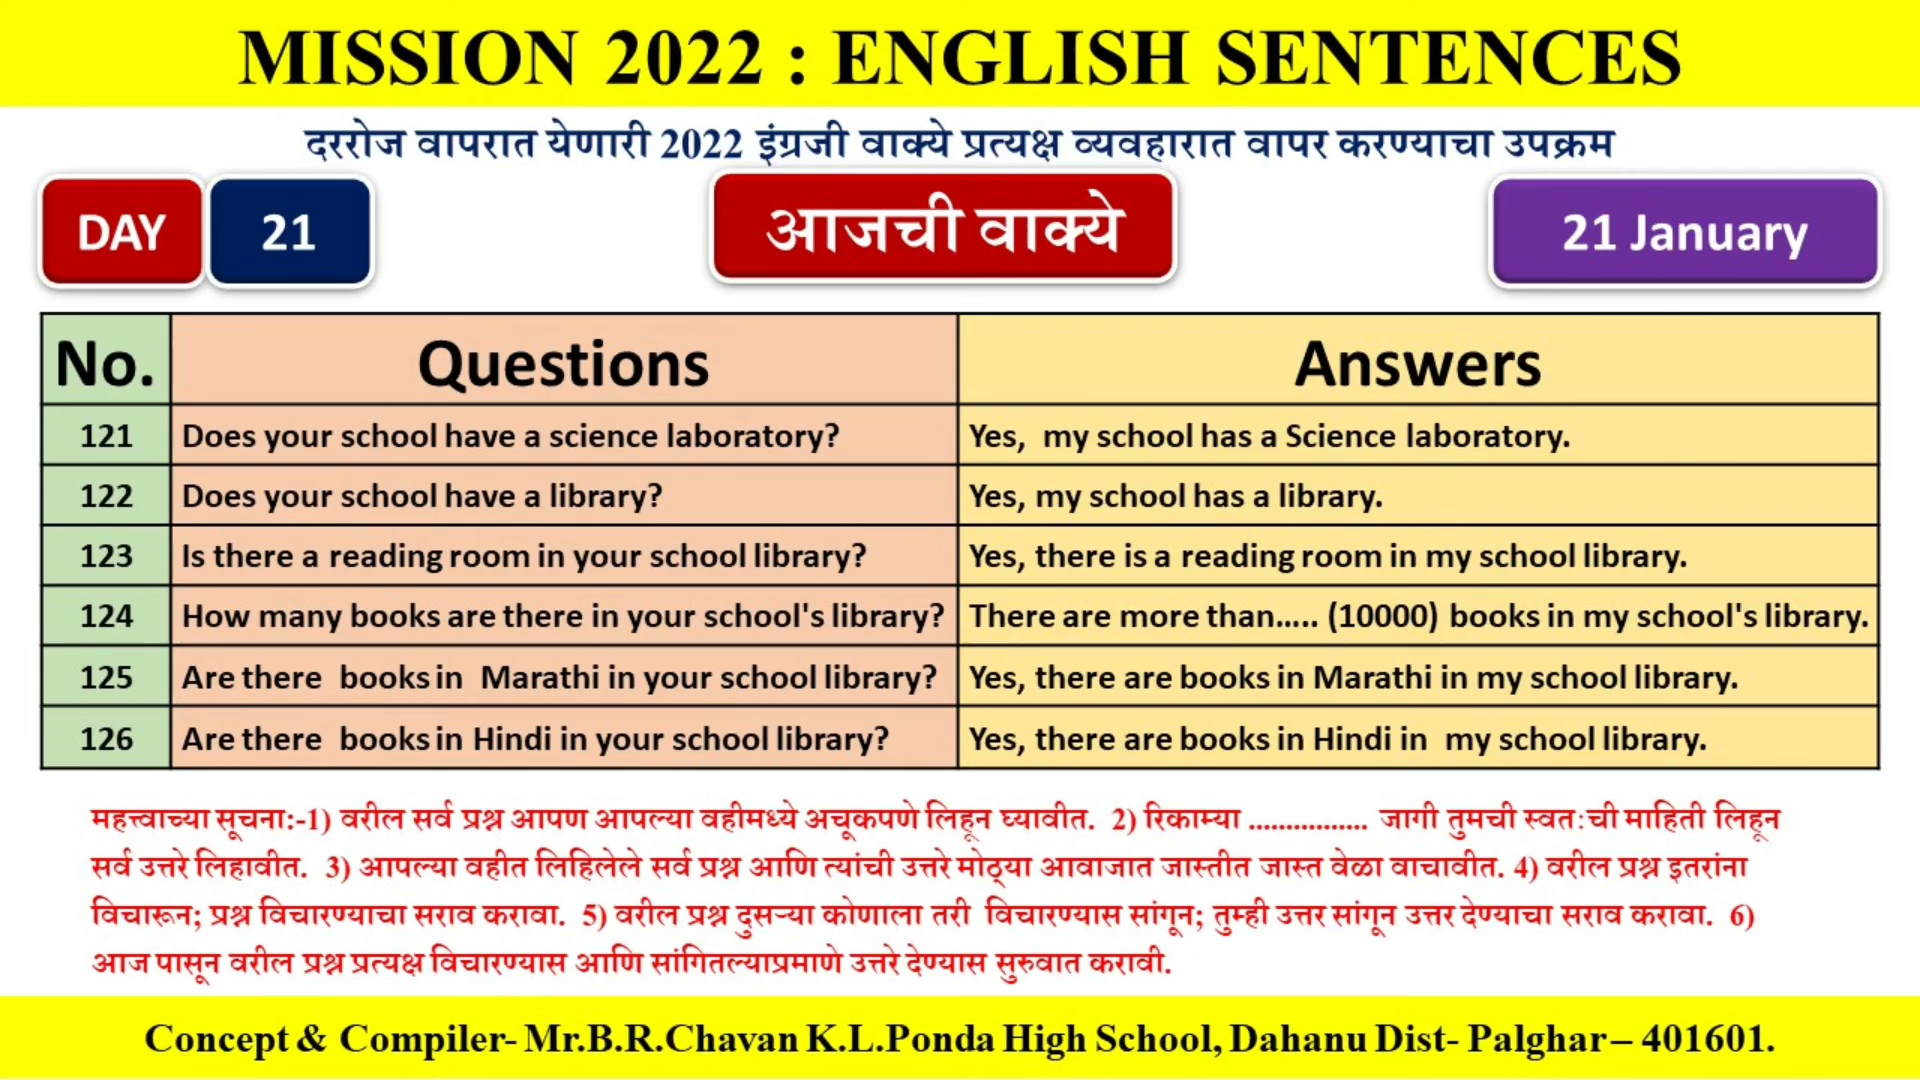 MISSION 2022 : ENGLISH SENTENCES
दररोज वापरात येणारी 2022 इंग्रजी वाक्ये प्रत्यक्ष व्यवहारात वापर करण्याचा उपक्रम
DAY 21 आजची वाक्ये 21 January
No. Questions Answers
121 Does your school have a science laboratory? Yes, my school has a Science laboratory.
122 Does your school have a library? Yes, my school has a library.
123 Is there a reading room in your school library? Yes, there is a reading room in my school library.
124 How many books are there in your school's library? There are more than..... (10000) books in my school's library.
125 Are there books in Marathi in your school library? Yes, there are books in Marathi in my school library.
126 Are there books in Hindi in your school library? Yes, there are books in Hindi in my school library.
महत्त्वाच्या सूचना:-1) वरील सर्व प्रश्न आपण आपल्या वहीमध्ये अचूकपणे लिहून घ्यावीत. 2) रिकाम्या ................ जागी तुमची स्वतःची माहिती लिहून
सर्व उत्तरे लिहावीत. 3) आपल्या वहीत लिहिलेले सर्व प्रश्न आणि त्यांची उत्तरे मोठ्या आवाजात जास्तीत जास्त वेळा वाचावीत. 4) वरील प्रश्न इतरांना
विचारून; प्रश्न विचारण्याचा सराव करावा. 5) वरील प्रश्न दुसऱ्या कोणाला तरी विचारण्यास सांगून; तुम्ही उत्तर सांगून उत्तर देण्याचा सराव करावा. 6)
आज पासून वरील प्रश्न प्रत्यक्ष विचारण्यास आणि सांगितल्याप्रमाणे उत्तरे देण्यास सुरुवात करावी.
Concept & Compiler- Mr.B.R.Chavan K.L.Ponda High School, Dahanu Dist- Palghar – 401601.